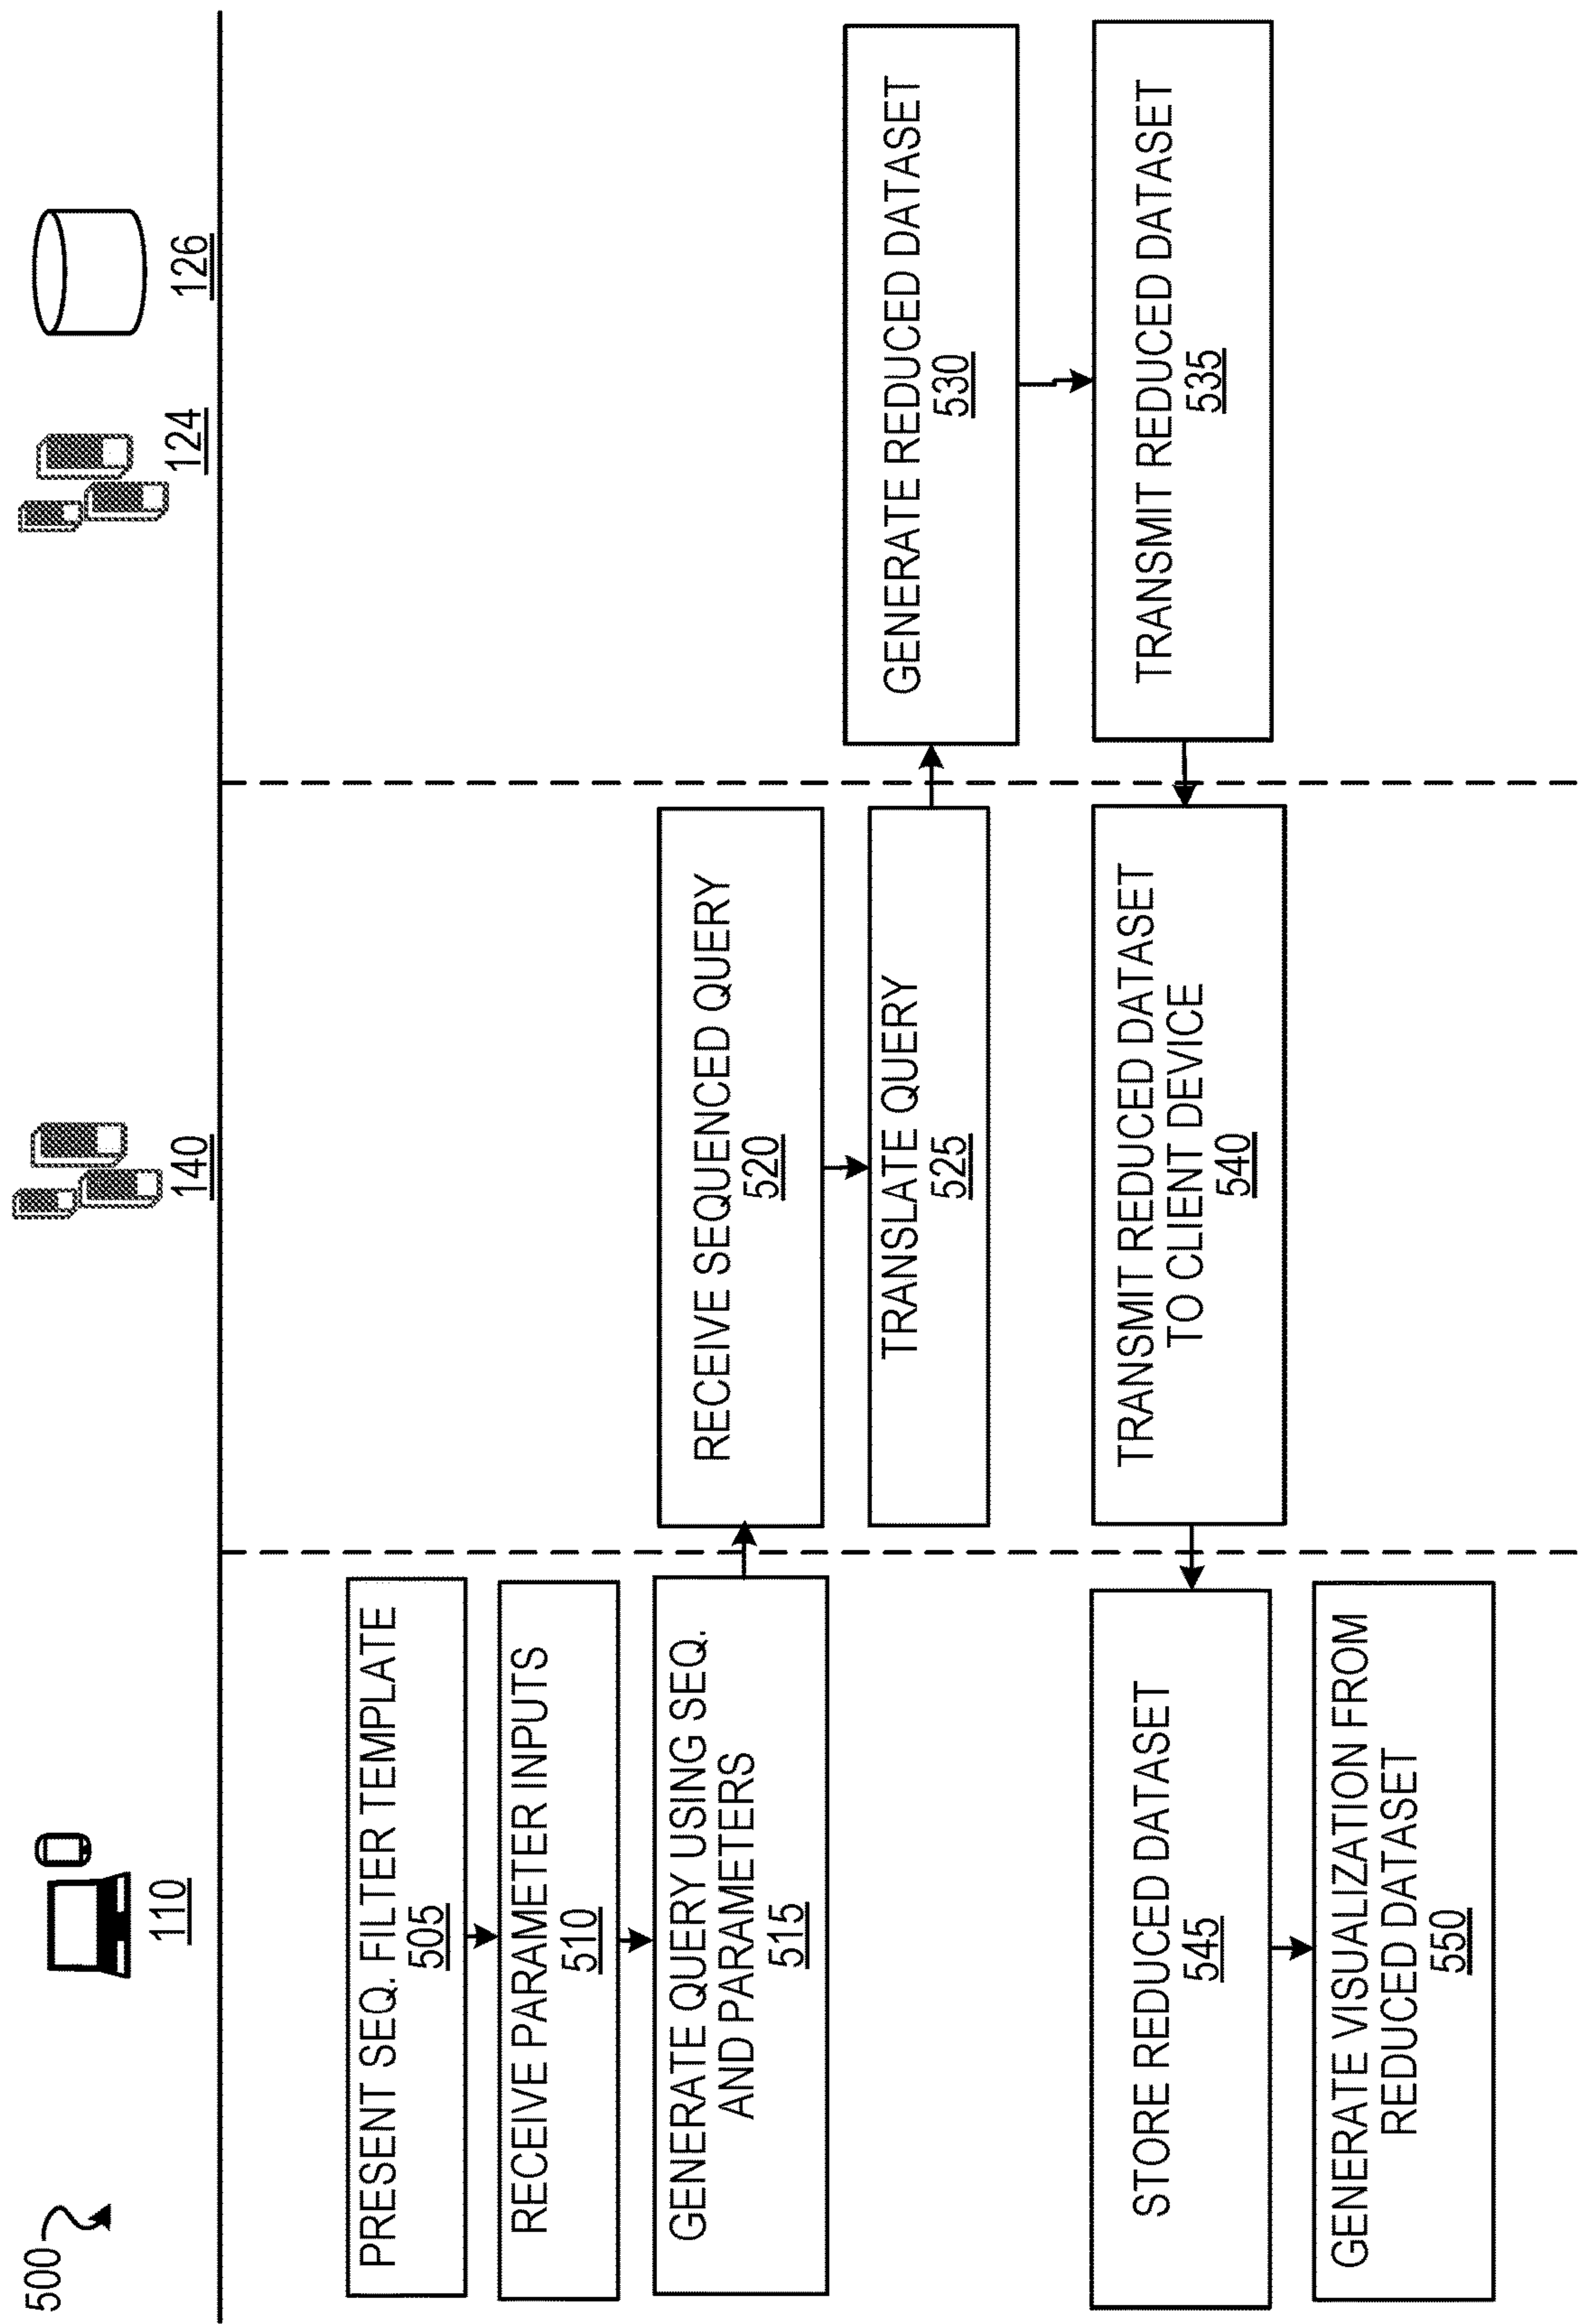 500
110
140
124
126
PRESENT SEQ. FILTER TEMPLATE
505
RECEIVE PARAMETER INPUTS
510
GENERATE QUERY USING SEQ.
AND PARAMETERS
515
RECEIVE SEQUENCED QUERY
520
TRANSLATE QUERY
525
GENERATE REDUCED DATASET
530
TRANSMIT REDUCED DATASET
535
TRANSMIT REDUCED DATASET
TO CLIENT DEVICE
540
STORE REDUCED DATASET
545
GENERATE VISUALIZATION FROM
REDUCED DATASET
550